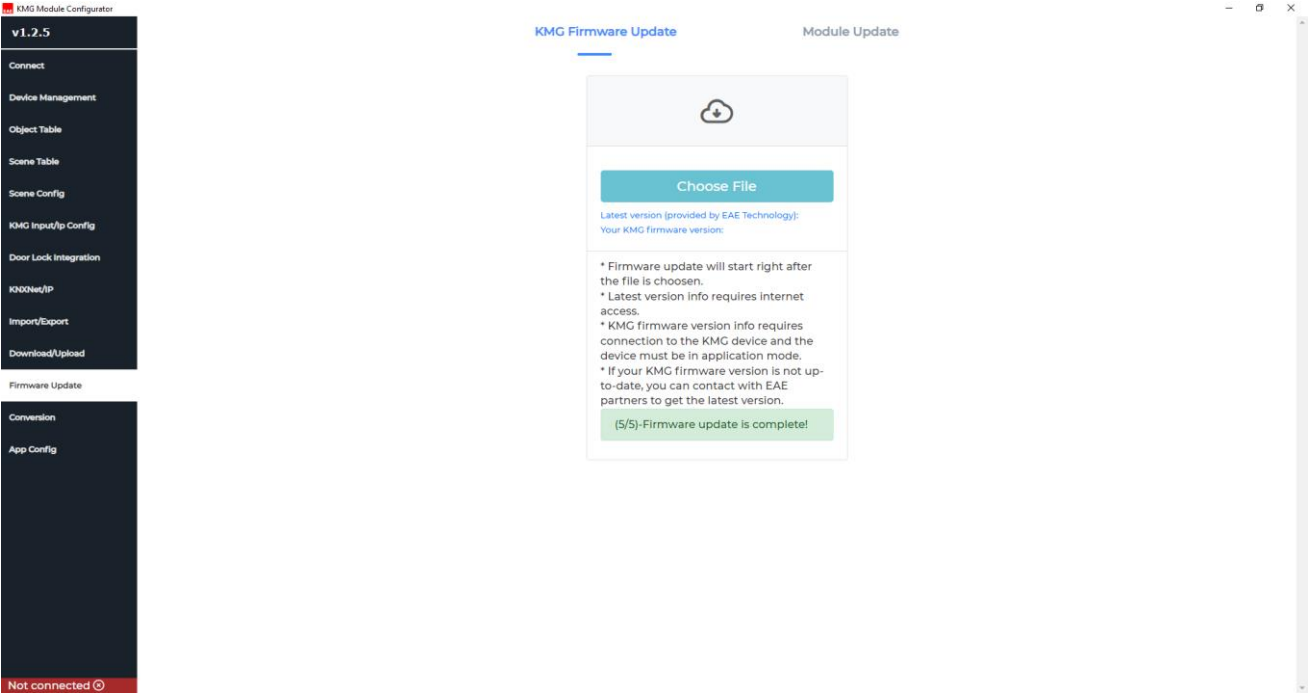 EAE KMG Module Configurator
v1.2.5
Connect
Device Management
Object Table
Scene Table
Scene Config
KMG Input/Ip Config
Door Lock Integration
KNXNet/IP
Import/Export
Download/Upload
Firmware Update
Conversion
App Config
Not connected
KMG Firmware Update
Module Update
Choose File
Latest version (provided by EAE Technology):
Your KMG firmware version:
* Firmware update will start right after
the file is choosen.
* Latest version info requires internet
access.
* KMG firmware version info requires
connection to the KMG device and the
device must be in application mode.
* If your KMG firmware version is not up-
to-date, you can contact with EAE
partners to get the latest version.
(5/5)-Firmware update is complete!